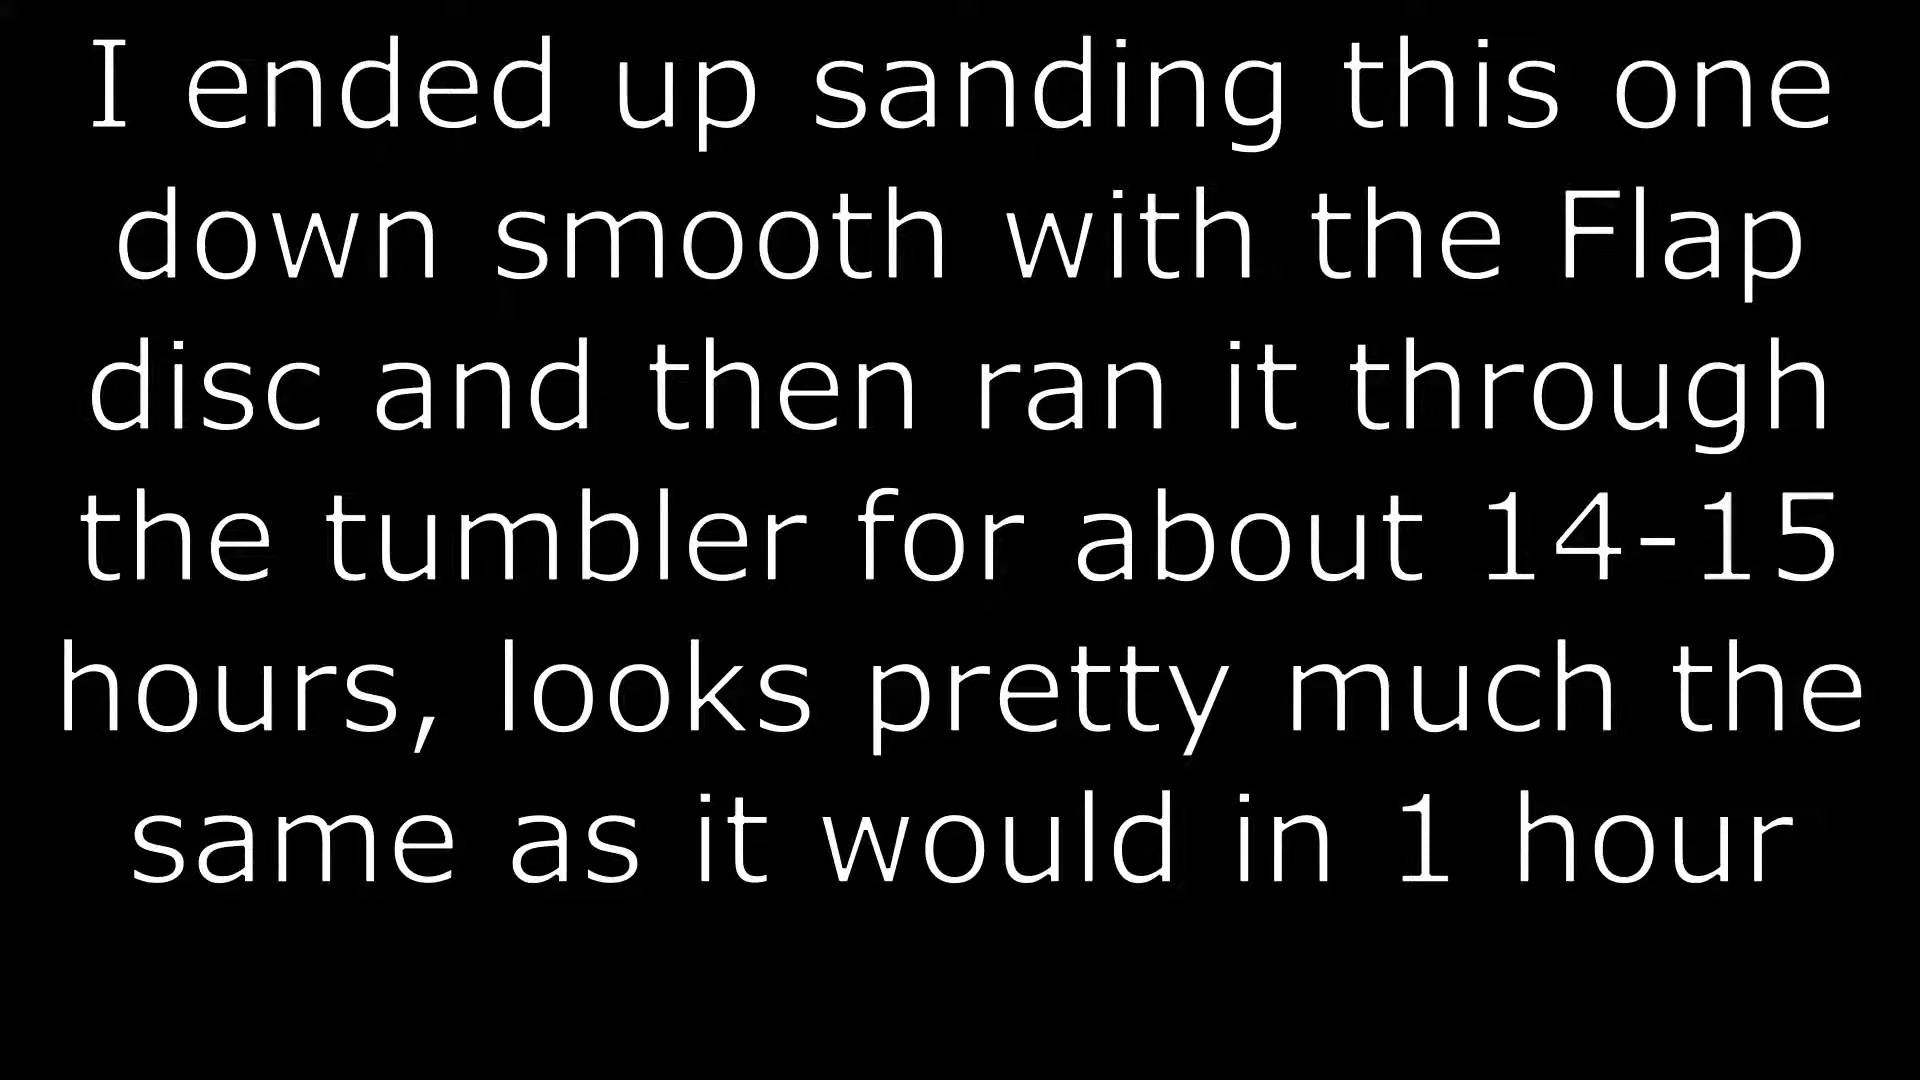 I ended up sanding this one
down smooth with the Flap
disc and then ran it through
the tumbler for about 14-15
hours, looks pretty much the
same as it would in 1 hour